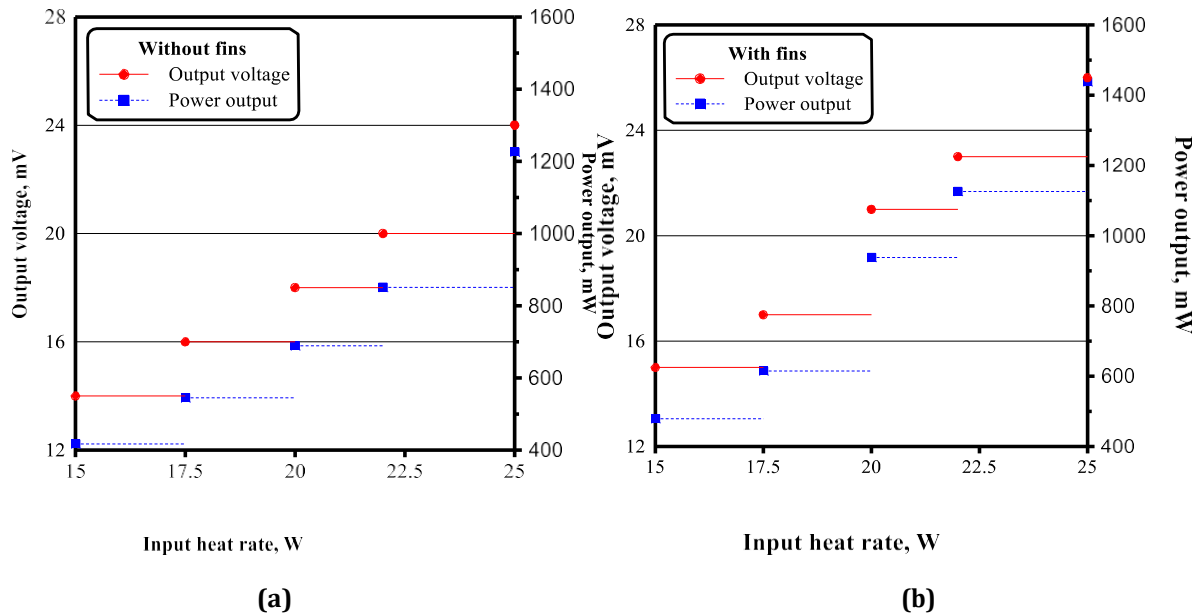 28
24
20
16
12
Output voltage, mV
Without fins
Output voltage
Power output
1600
1400
1200
1000
800
600
400
Power output, mW
15
17.5
20
22.5
25
Input heat rate, W
(a)
28
24
20
16
12
Output voltage, mV
With fins
Output voltage
Power output
1600
1400
1200
1000
800
600
400
Power output, mW
15
17.5
20
22.5
25
Input heat rate, W
(b)